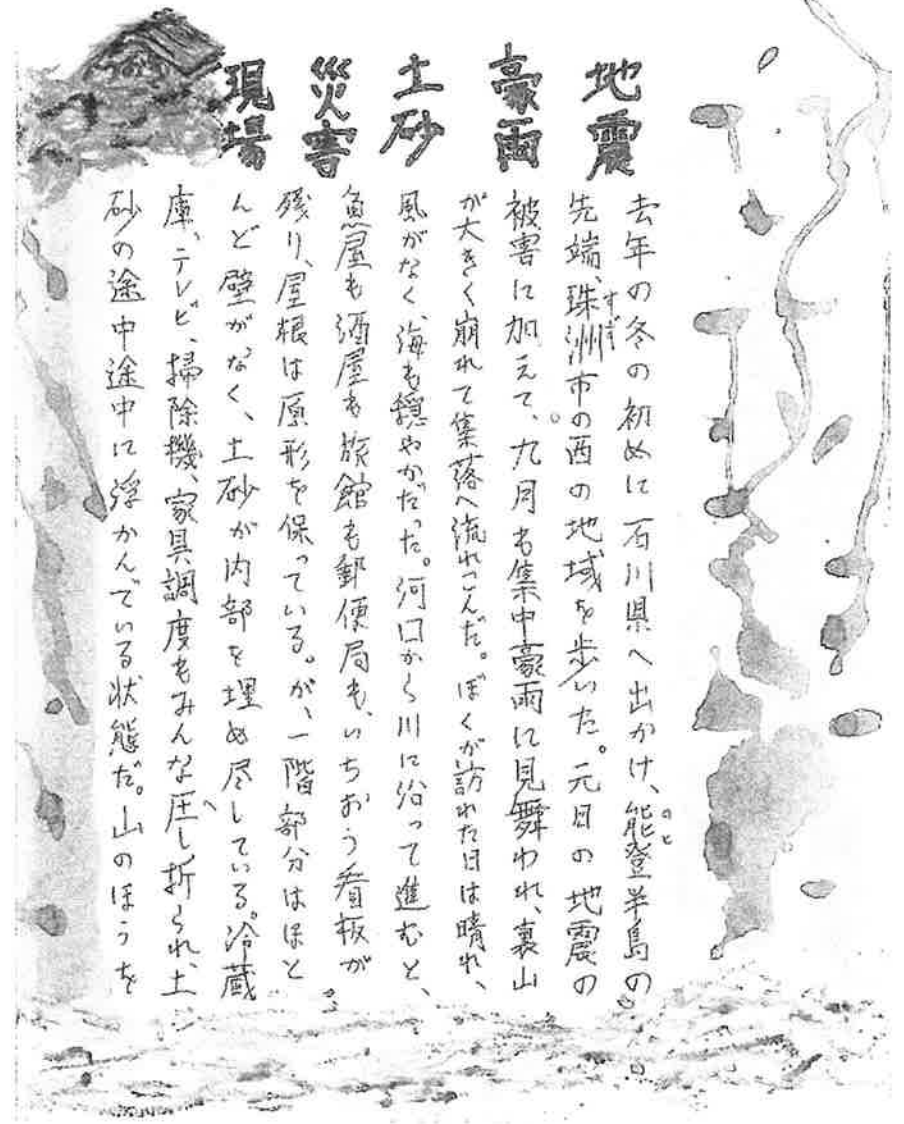 地震
豪雨
土砂
災害
現場
去年の冬の初めに石川県へ出かけ、能登半島の
先端、珠洲市の西の地域を歩いた。元日の地震の
被害に加えて、九月も集中豪雨に見舞われ、裏山
が大きく崩れて集落へ流れこんだ。ぼくが訪れた日は晴れ、
風がなく、海も穏やかだった。河口から川に沿って進むと、
魚屋も酒屋も旅館も郵便局も、いちおう看板が
残り、屋根は原形を保っている。が、一階部分はほと
んど壁がなく、土砂が内部を埋め尽している。冷蔵
庫、テレビ、掃除機、家具調度もみんな圧し折られ、土
砂の途中途中に浮かんでいる状態だ。山のほうを
のと
すず
へ